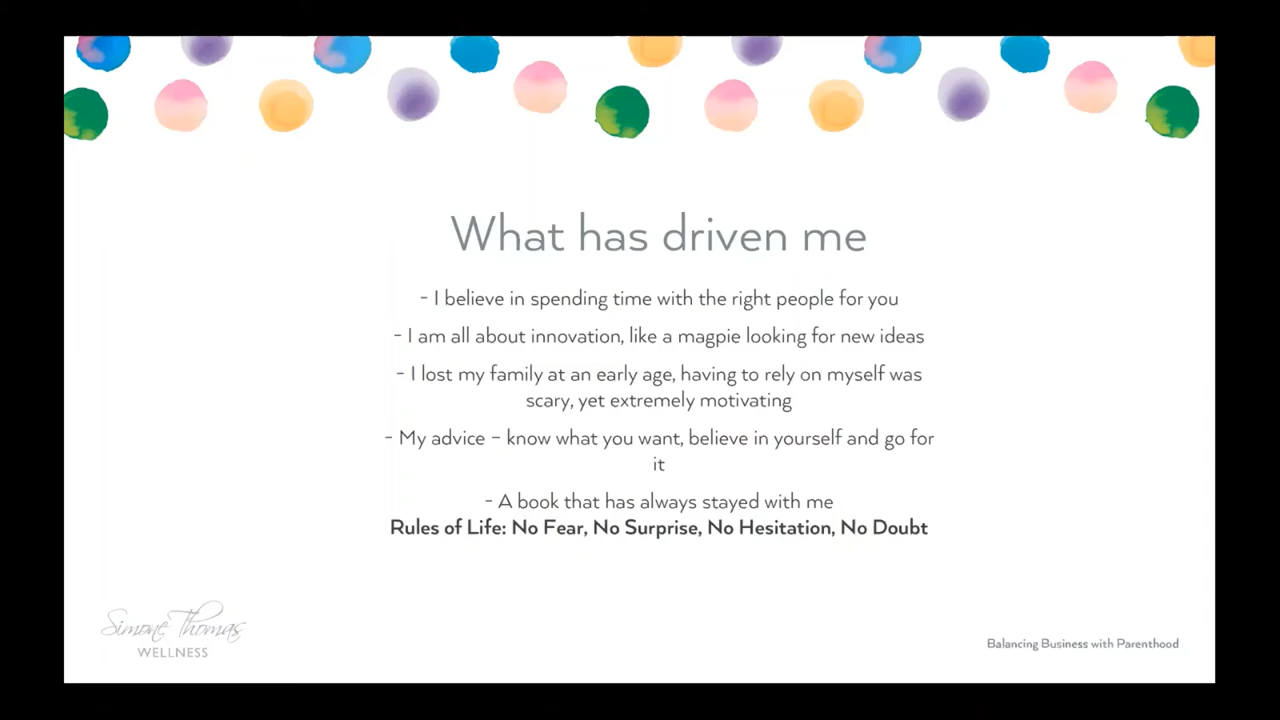 What has driven me
- I believe in spending time with the right people for you
- I am all about innovation, like a magpie looking for new ideas
- I lost my family at an early age, having to rely on myself was
scary, yet extremely motivating
- My advice – know what you want, believe in yourself and go for
it
- A book that has always stayed with me
Rules of Life: No Fear, No Surprise, No Hesitation, No Doubt
Simone Thomas
WELLNESS
Balancing Business with Parenthood